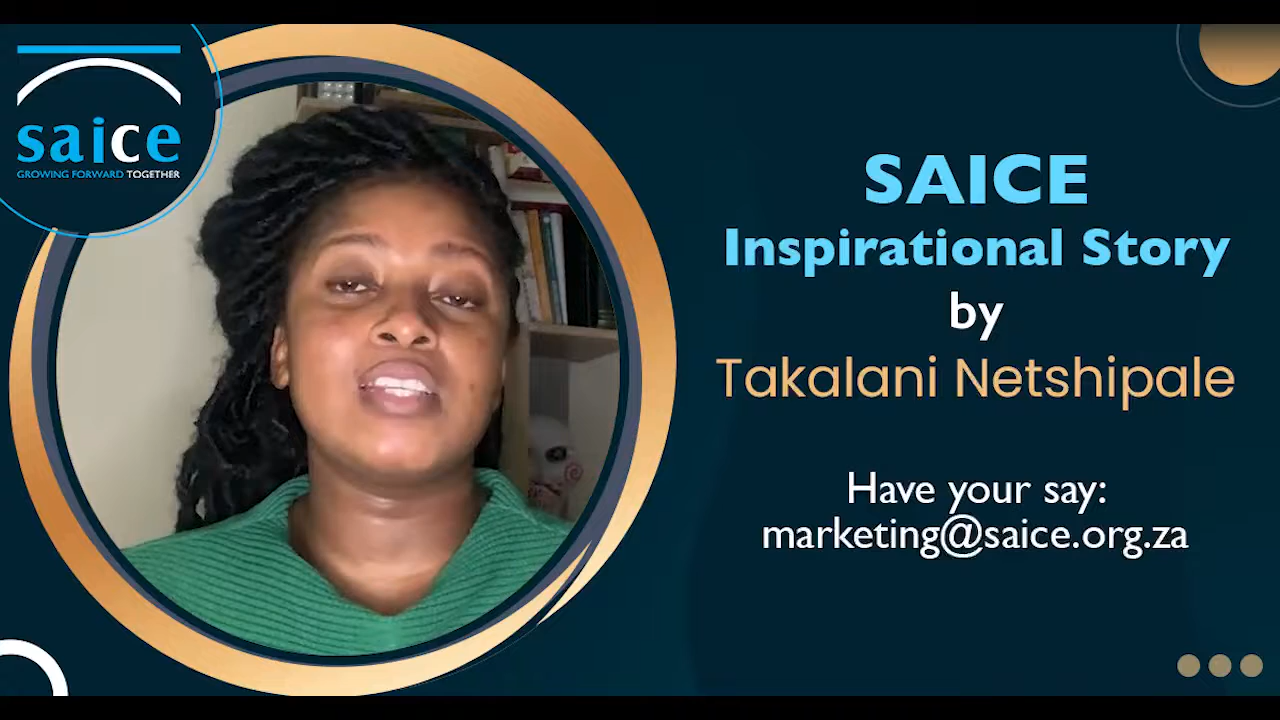 saice
GROWING FORWARD TOGETHER
SAICE
Inspirational Story
by
Takalani Netshipale
Have your say:
marketing@saice.org.za